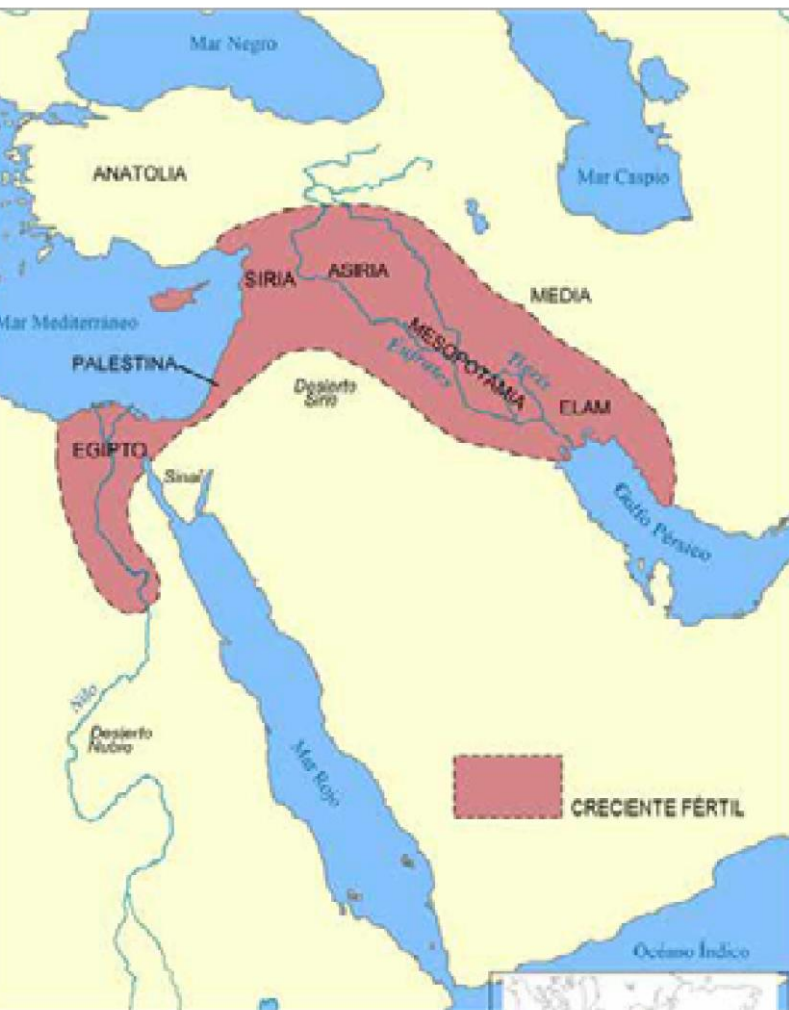 Mar Negro
ANATOLIA
Mar Caspio
SIRIA
ASIRIA
MEDIA
Mar Mediterráneo
MESOPOTAMIA
Tigris
Eufrates
PALESTINA
Desierto
Sirio
ELAM
EGIPTO
Sinaí
Golfo Pérsico
Nilo
Desierto
Nubio
Mar Rojo
CRECIENTE FÉRTIL
Océano Índico